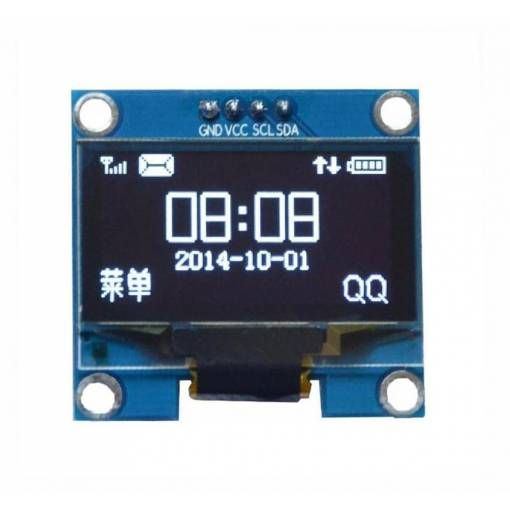 GND VCC SCL SDA
08:08
2014-10-01
菜单 QQ